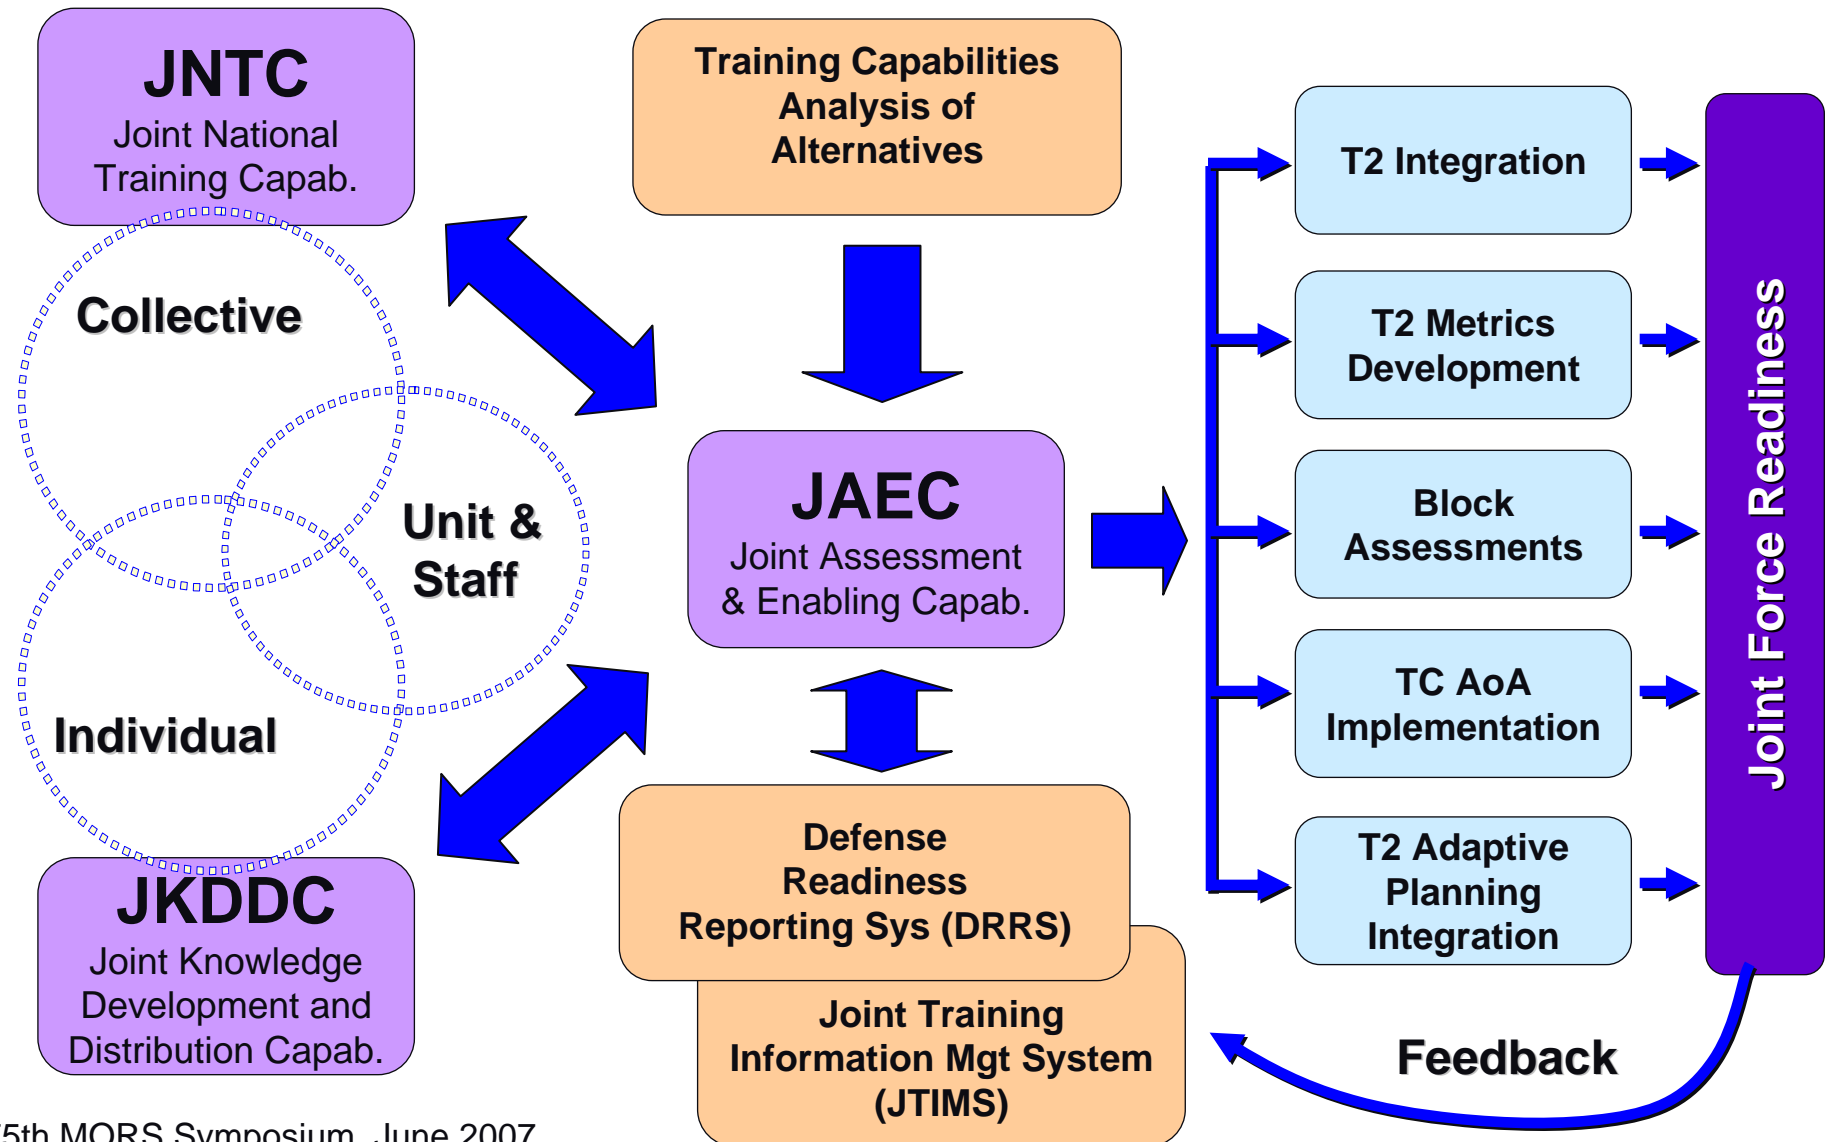 JNTC
Joint National
Training Capab.
Collective
Unit &
Staff
Individual
JKDDC
Joint Knowledge
Development and
Distribution Capab.
Training Capabilities
Analysis of
Alternatives
JAEC
Joint Assessment
& Enabling Capab.
Defense
Readiness
Reporting Sys (DRRS)
Joint Training
Information Mgt System
(JTIMS)
T2 Integration
T2 Metrics
Development
Block
Assessments
TC AoA
Implementation
T2 Adaptive
Planning
Integration
Joint Force Readiness
Feedback
MORS Symposium, June 2007